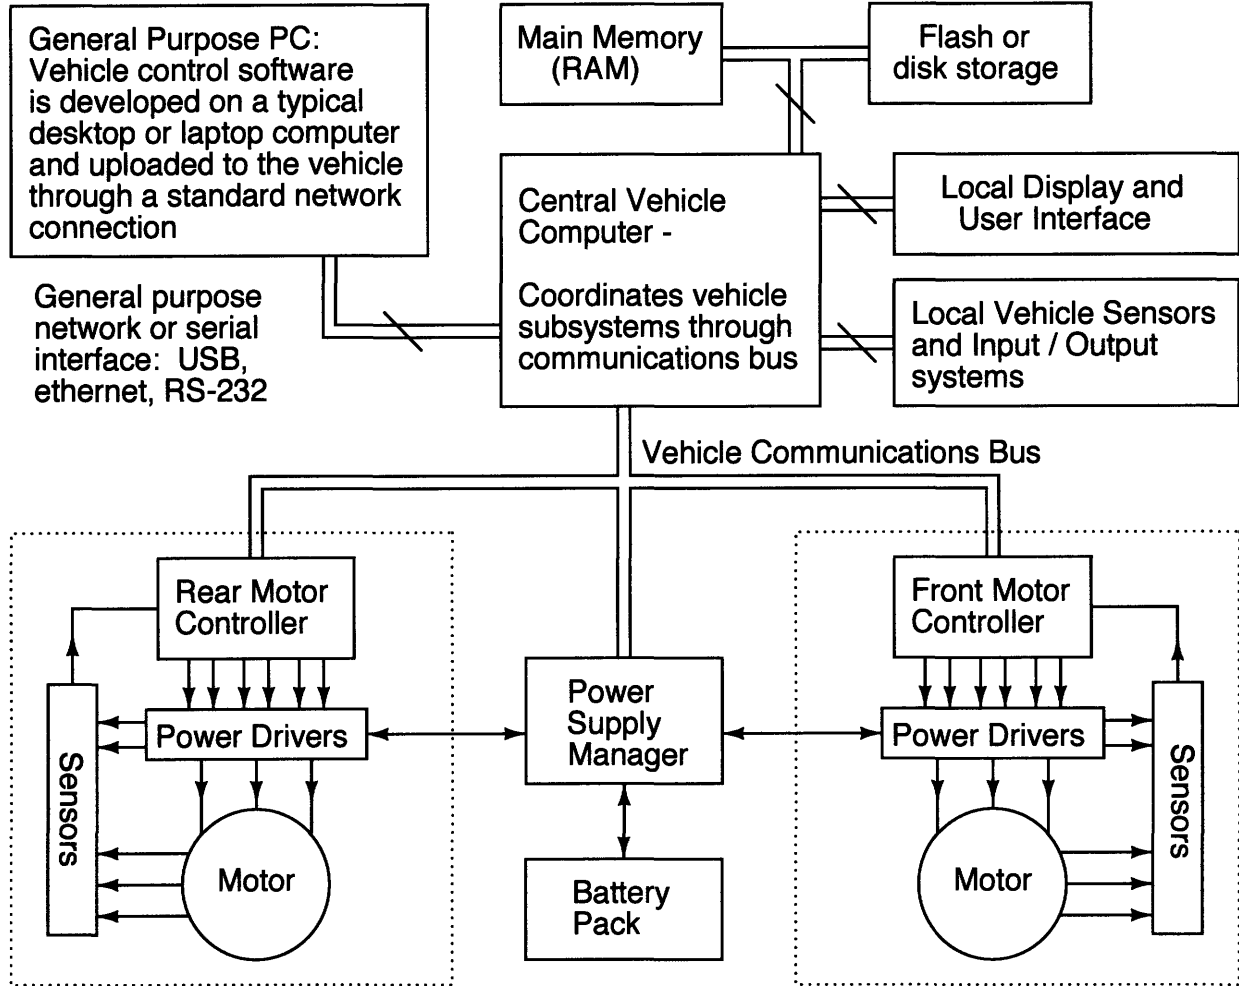 General Purpose PC:
Vehicle control software
is developed on a typical
desktop or laptop computer
and uploaded to the vehicle
through a standard network
connection
Main Memory
(RAM)
Flash or
disk storage
Central Vehicle
Computer -
Coordinates vehicle
subsystems through
communications bus
Local Display and
User Interface
Local Vehicle Sensors
and Input / Output
systems
General purpose
network or serial
interface: USB,
ethernet, RS-232
Vehicle Communications Bus
Rear Motor
Controller
Power Drivers
Sensors
Motor
Power
Supply
Manager
Battery
Pack
Front Motor
Controller
Power Drivers
Sensors
Motor